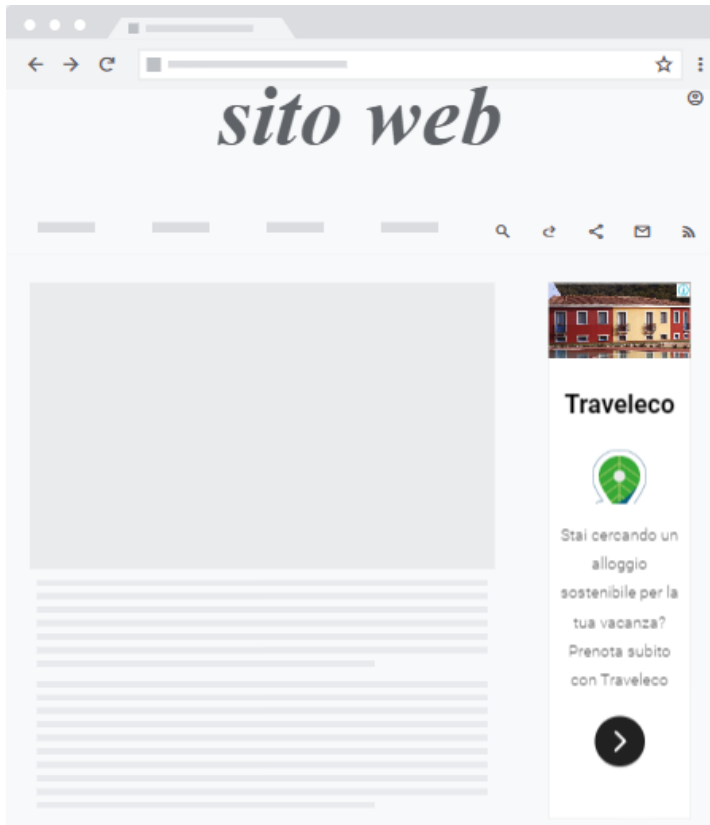 sito web
Traveleco
Stai cercando un
alloggio
sostenibile per la
tua vacanza?
Prenota subito
con Traveleco